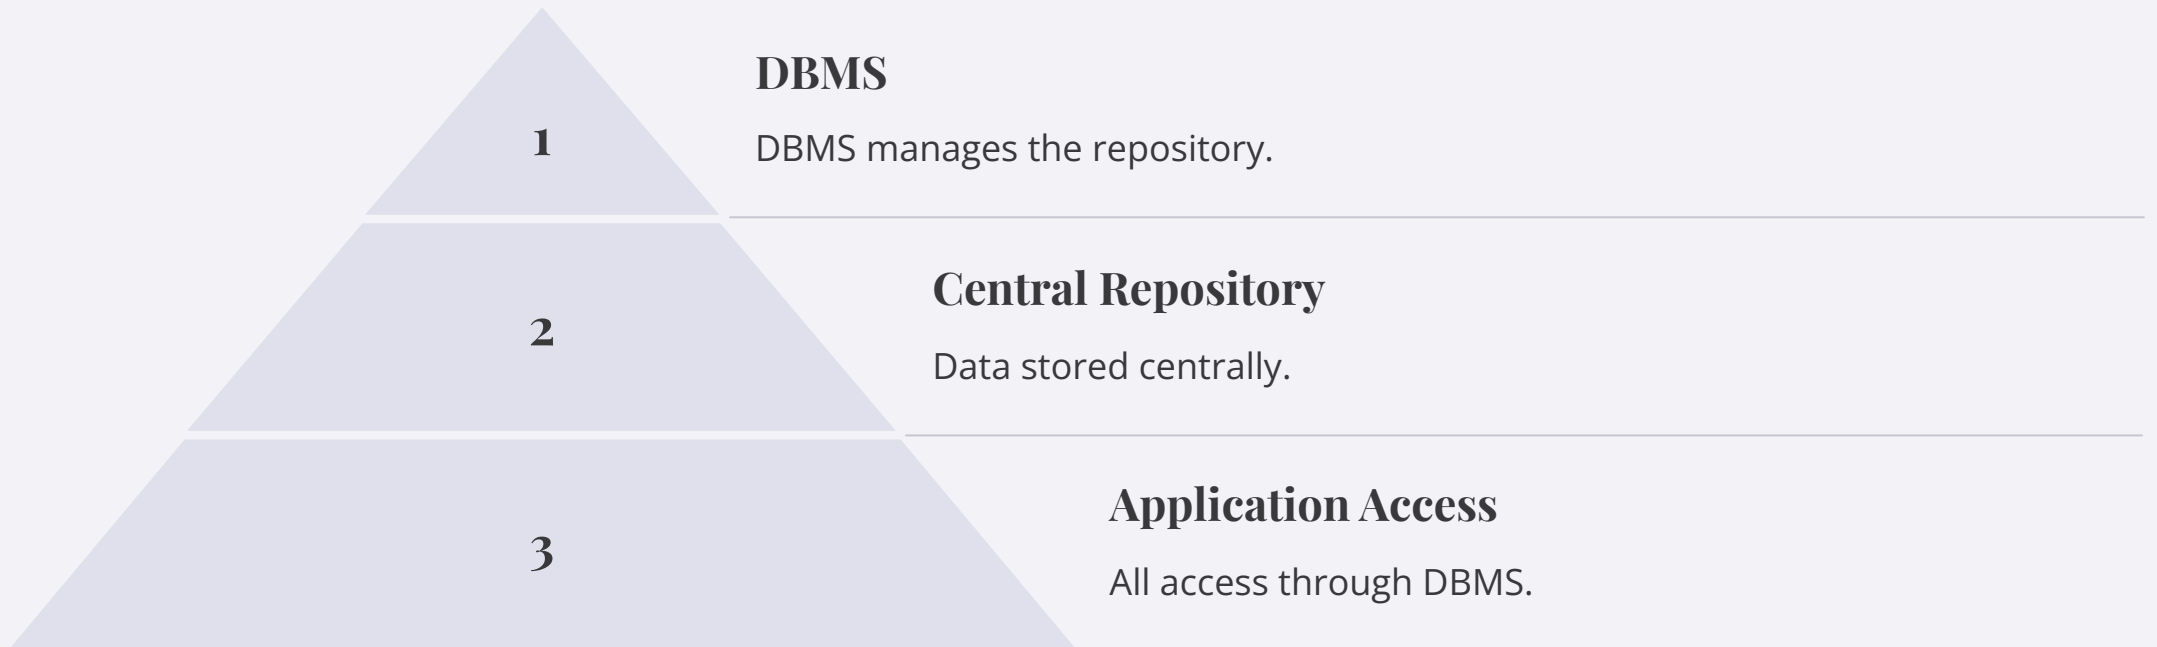 1
DBMS
DBMS manages the repository.
2
Central Repository
Data stored centrally.
3
Application Access
All access through DBMS.